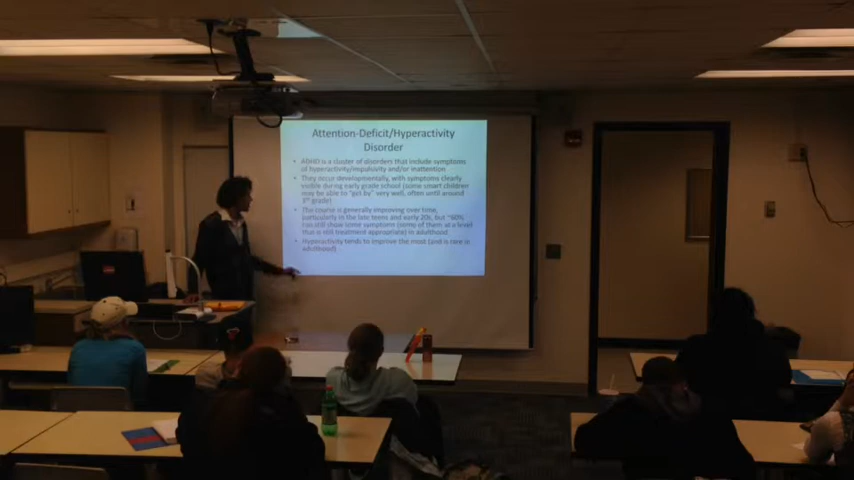 Attention-Deficit/Hyperactivity
Disorder
• ADHD is a cluster of disorders that include symptoms
of hyperactivity/impulsivity and/or inattention
• They occur developmentally, with symptoms clearly
visible during early grade school (some smart children
may be able to "get by" very well, often until around
3rd grade)
• The course is generally improving over time,
particularly in the late teens and early 20s, but ~60%
can still show some symptoms (some of them at a level
that is still treatment appropriate) in adulthood
• Hyperactivity tends to improve the most (and is rare in
adulthood)